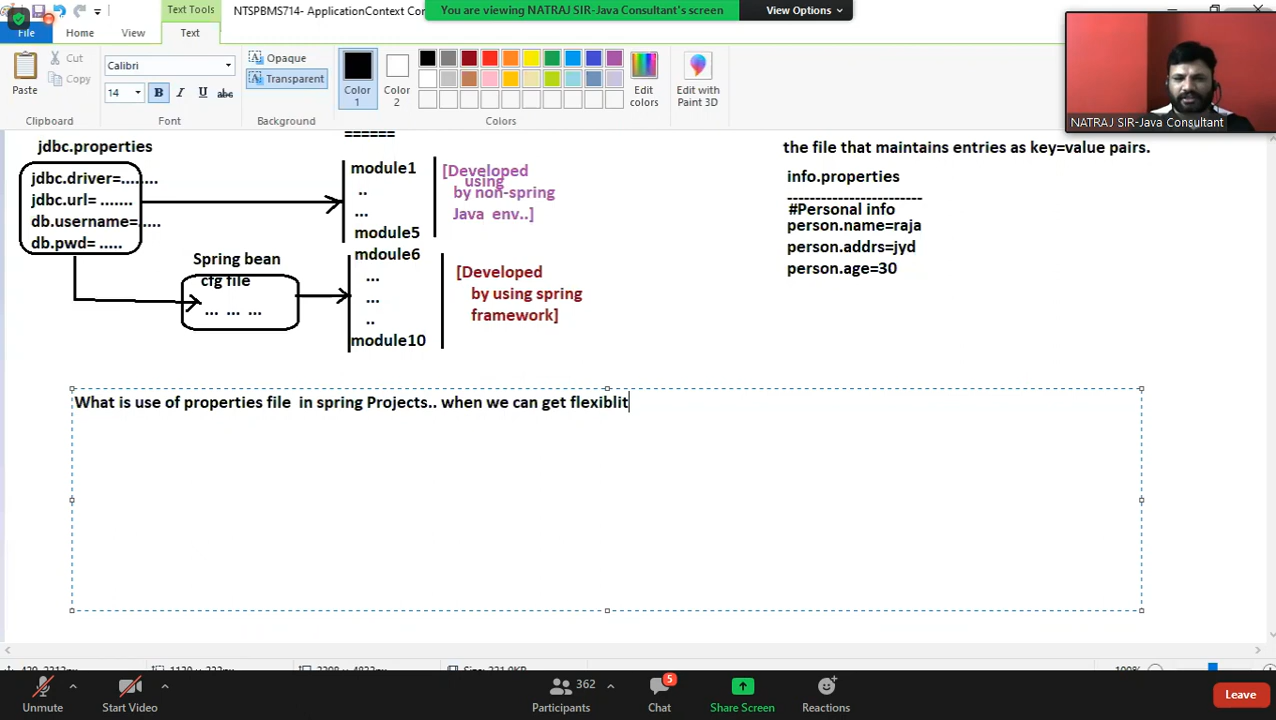 Text Tools
NTSPBMS714- ApplicationContext Cor
You are viewing NATRAJ SIR-Java Consultant's screen
View Options
File
Home
View
Text
Paste
Cut
Copy
Clipboard
Calibri
14
B
I
U
abc
Font
Opaque
Transparent
Background
Color 1
Color 2
Edit colors
Edit with Paint 3D
Colors
NATRAJ SIR-Java Consultant
======
jdbc.properties
jdbc.driver=........
jdbc.url= .......
db.username=.....
db.pwd= .....
Spring bean
cfg file
... ... ...
module1
..
...
module5
mdoule6
...
...
..
module10
[Developed
using
by non-spring
Java env..]
[Developed
by using spring
framework]
the file that maintains entries as key=value pairs.
info.properties
-----------------------
#Personal info
person.name=raja
person.addrs=jyd
person.age=30
What is use of properties file in spring Projects.. when we can get flexiblit
100%
Unmute
Start Video
362
Participants
5
Chat
Share Screen
Reactions
Leave